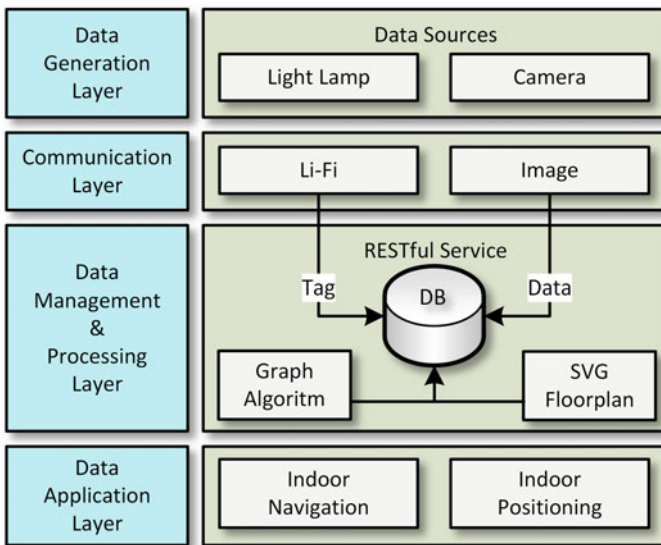 Data
Generation
Layer
Data Sources
Light Lamp
Camera
Communication
Layer
Li-Fi
Image
Data
Management
&
Processing
Layer
RESTful Service
Tag
DB
Data
Graph
Algoritm
SVG
Floorplan
Data
Application
Layer
Indoor
Navigation
Indoor
Positioning